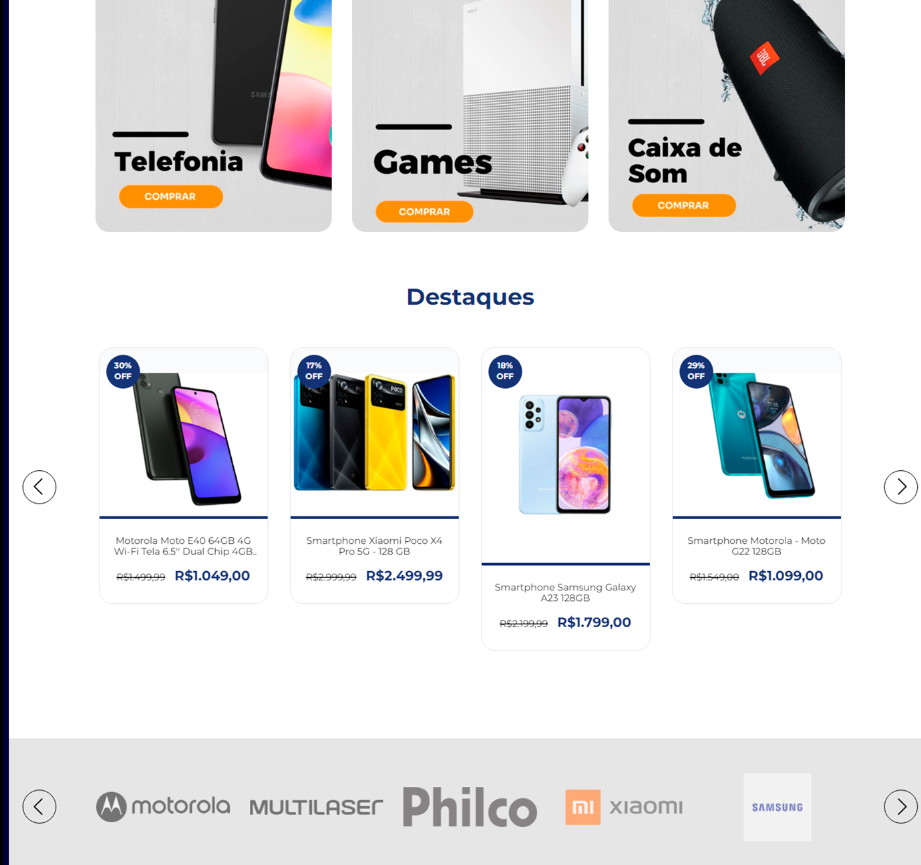 SAMS
JBL
Telefonia
COMPRAR
Games
COMPRAR
Caixa de
Som
COMPRAR
Destaques
30%
OFF
Motorola Moto E40 64GB 4G
Wi-Fi Tela 6.5'' Dual Chip 4GB..
R$1.499,99 R$1.049,00
17%
OFF
POCO
POCO
Smartphone Xiaomi Poco X4
Pro 5G - 128 GB
R$2.999,99 R$2.499,99
18%
OFF
Smartphone Samsung Galaxy
A23 128GB
R$2.199,99 R$1.799,00
29%
OFF
Smartphone Motorola - Moto
G22 128GB
R$1.549,00 R$1.099,00
motorola
MULTILASER
Philco
mi xiaomi
SAMSUNG